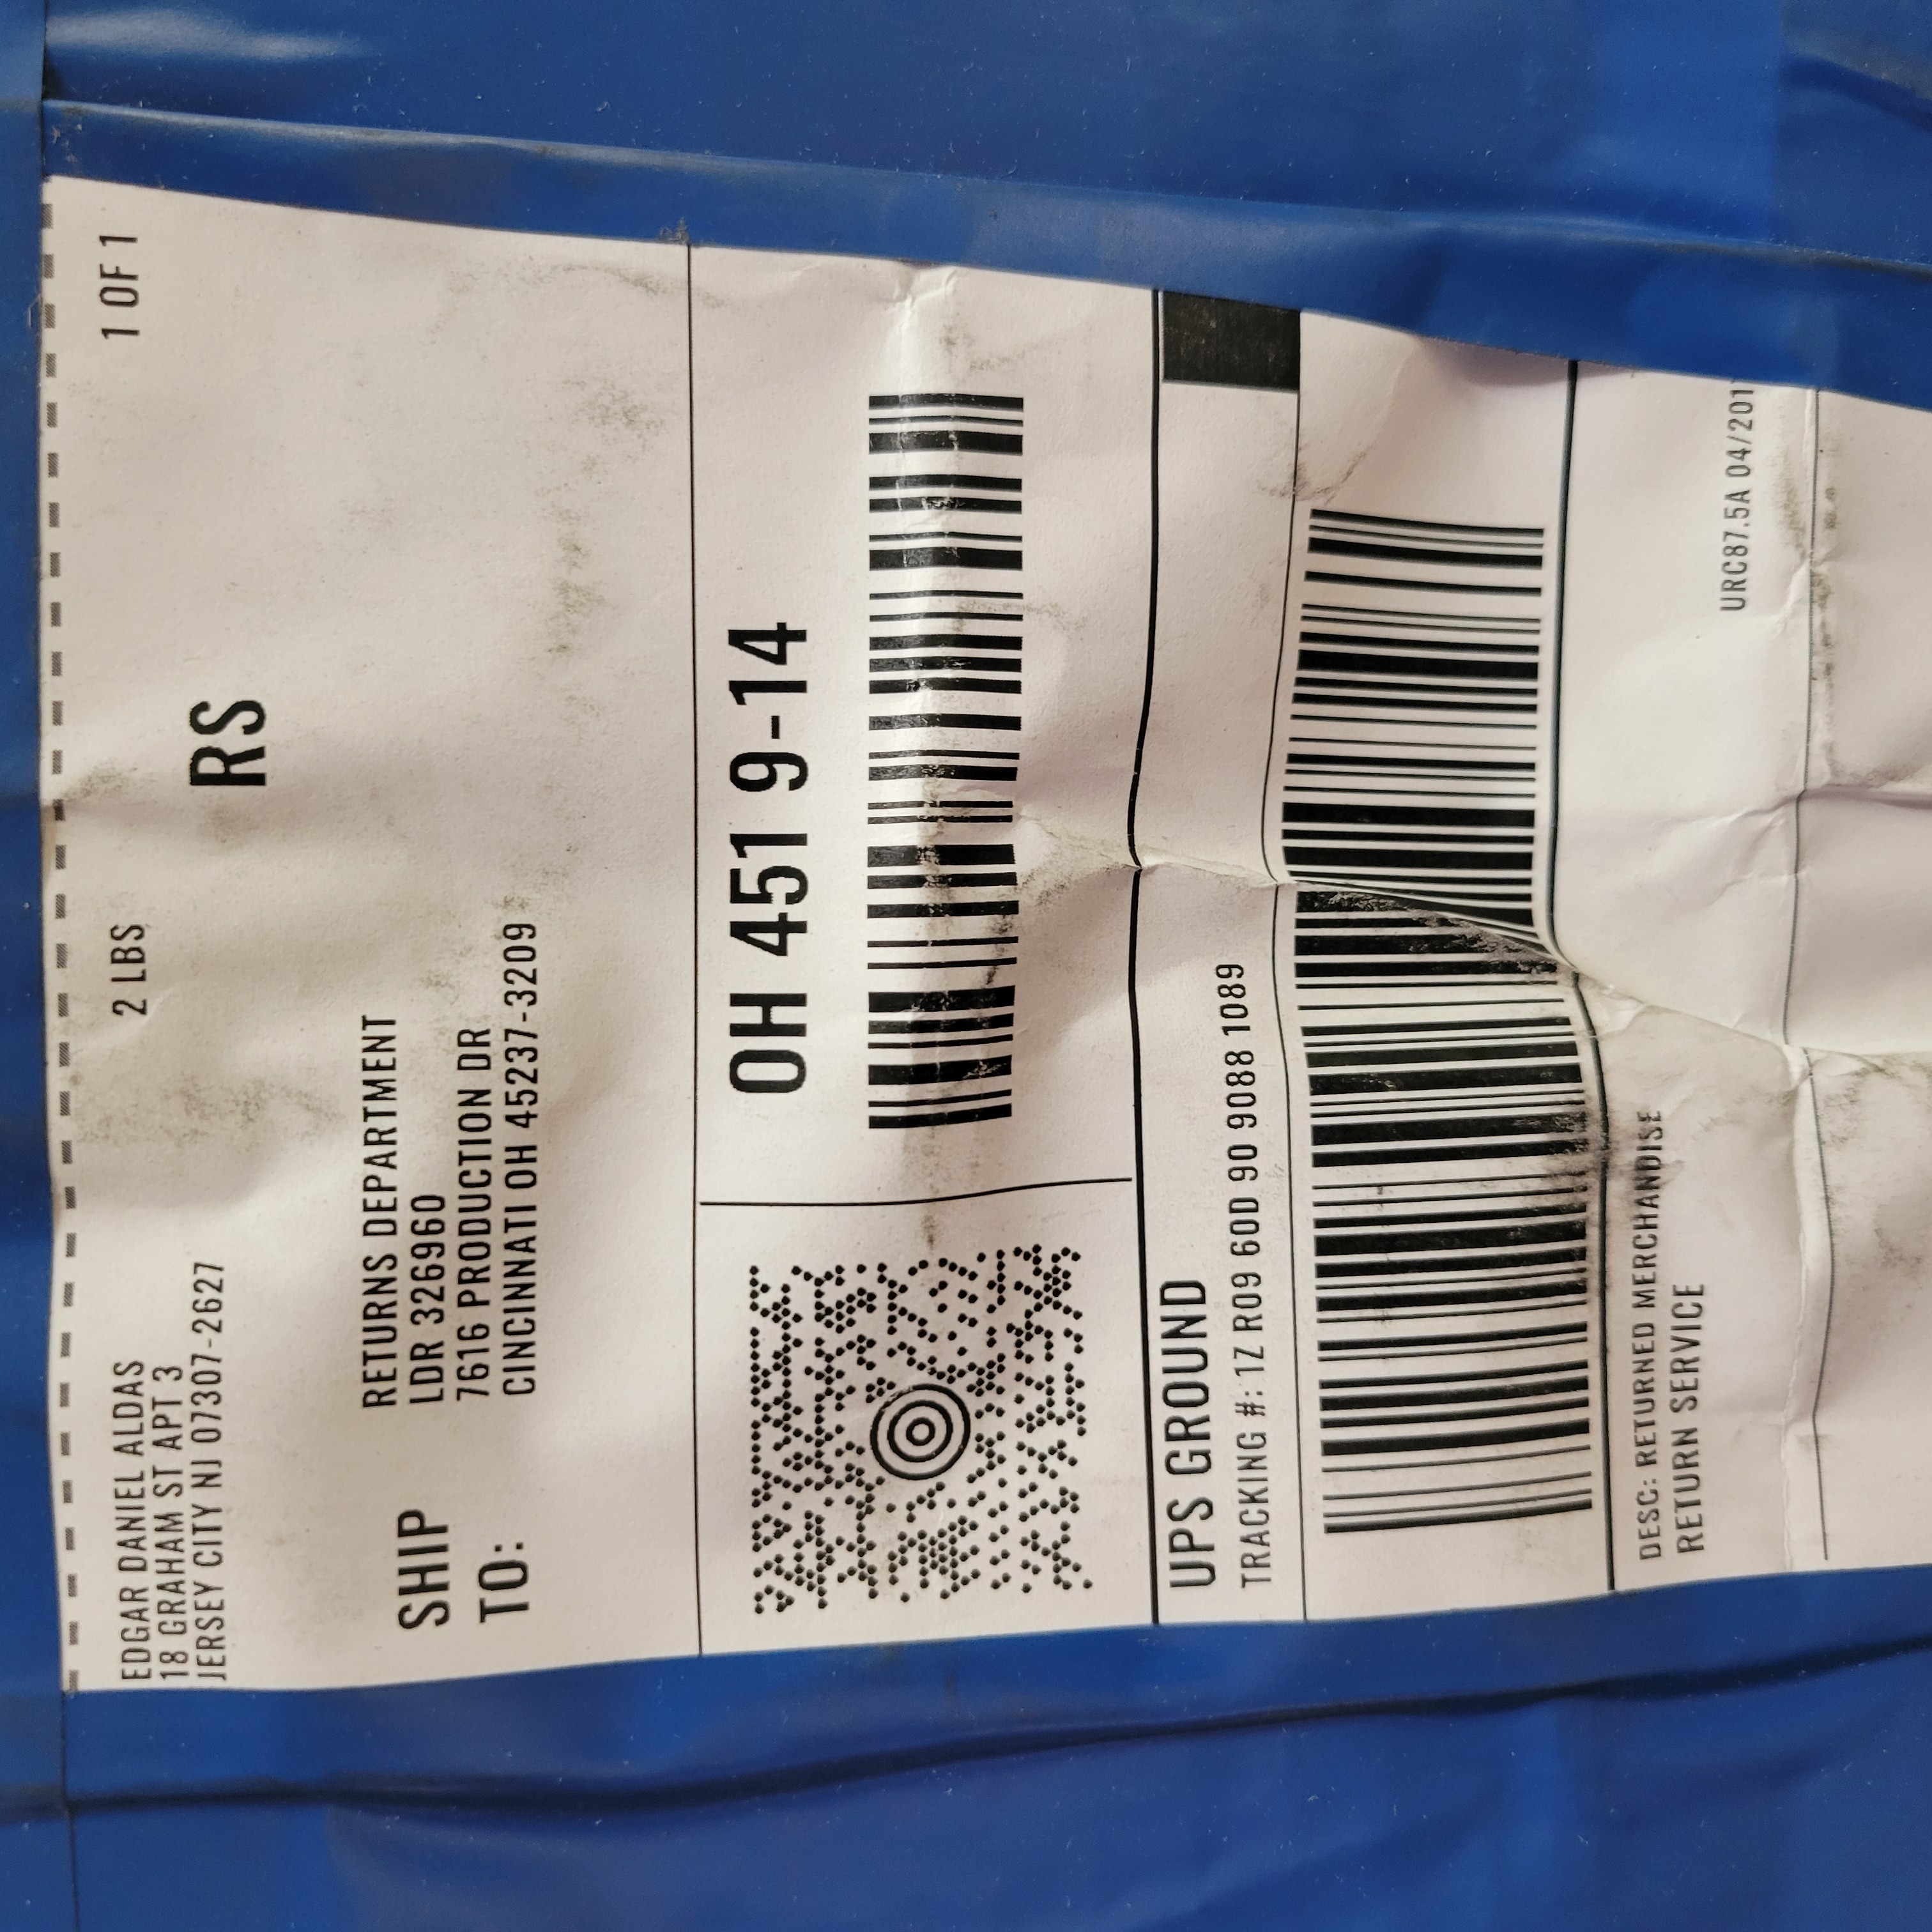 EDGAR DANIEL ALDAS
18 GRAHAM ST APT 3
JERSEY CITY NJ 07307-2627
2 LBS
1 OF 1
RS
SHIP
TO:
RETURNS DEPARTMENT
LDR 326960
7616 PRODUCTION DR
CINCINNATI OH 45237-3209
OH 451 9-14
UPS GROUND
TRACKING #: 1Z R09 60D 90 9088 1089
DESC: RETURNED MERCHANDISE
RETURN SERVICE
URC87.5A 04/201